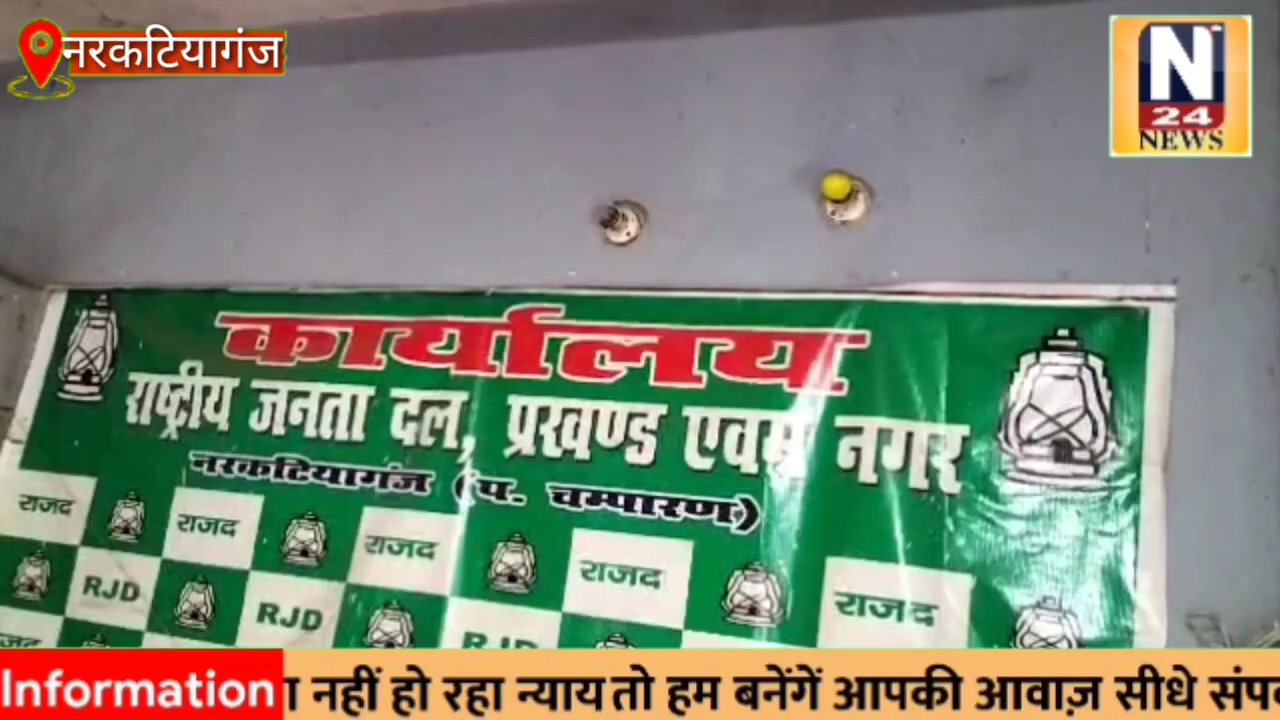 नरकटियागंज
N
24
NEWS
कार्यालय
राष्ट्रीय जनता दल, प्रखण्ड एवम् नगर
नरकटियागंज (प. चम्पारण)
राजद राजद राजद राजद राजद
RJD RJD RJD
Information नहीं हो रहा न्याय तो हम बनेंगें आपकी आवाज़ सीधे